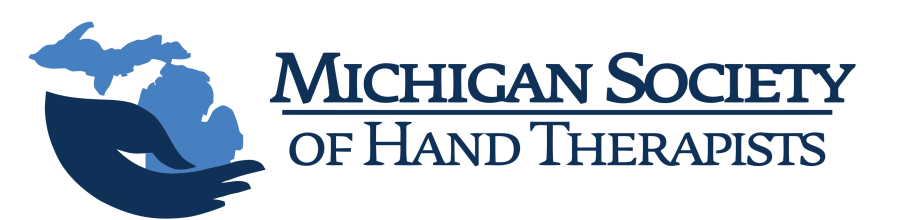 MICHIGAN SOCIETY
OF HAND THERAPISTS